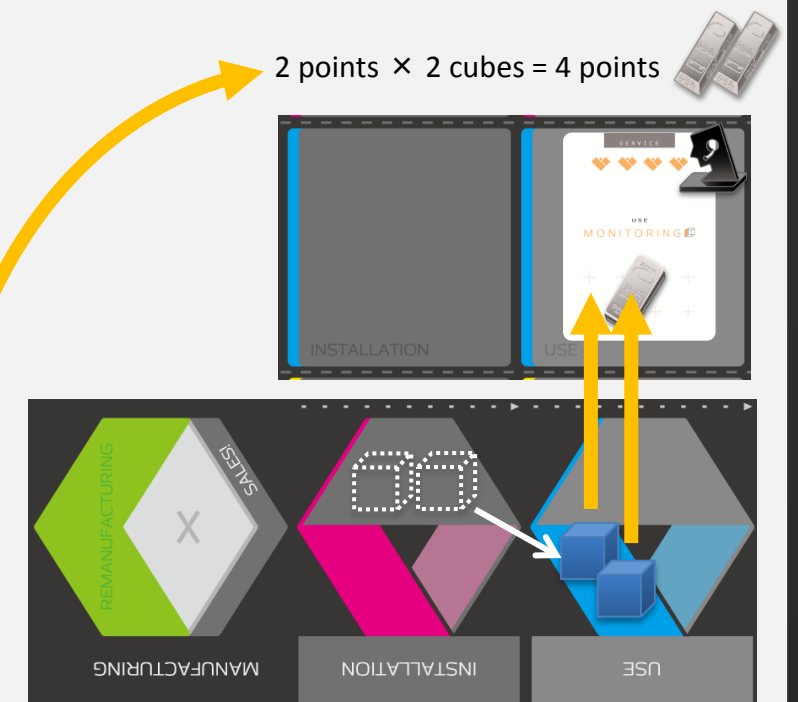 2 points × 2 cubes = 4 points
SERVICE
USE
MONITORING
INSTALLATION
USE
REMANUFACTURING
SALES!
X
MANUFACTURING
INSTALLATION
USE